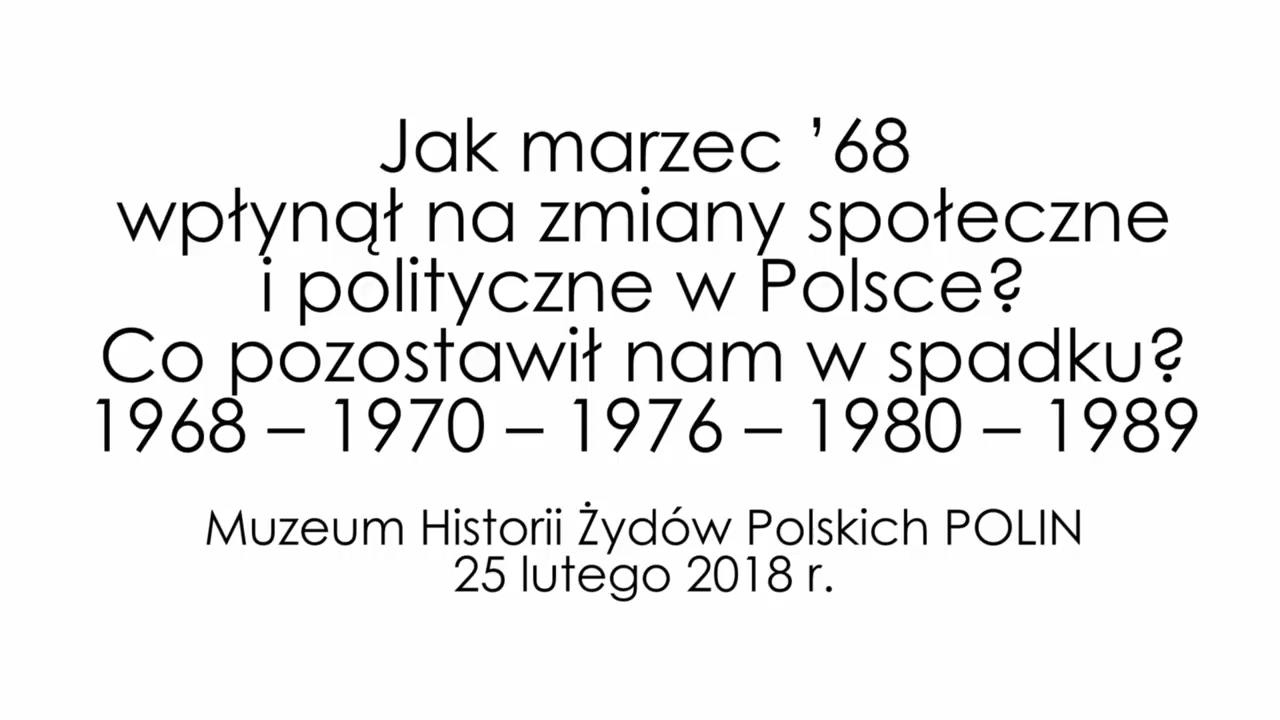 Jak marzec ’68
wpłynął na zmiany społeczne
i polityczne w Polsce?
Co pozostawił nam w spadku?
1968 – 1970 – 1976 – 1980 – 1989
Muzeum Historii Żydów Polskich POLIN
25 lutego 2018 r.